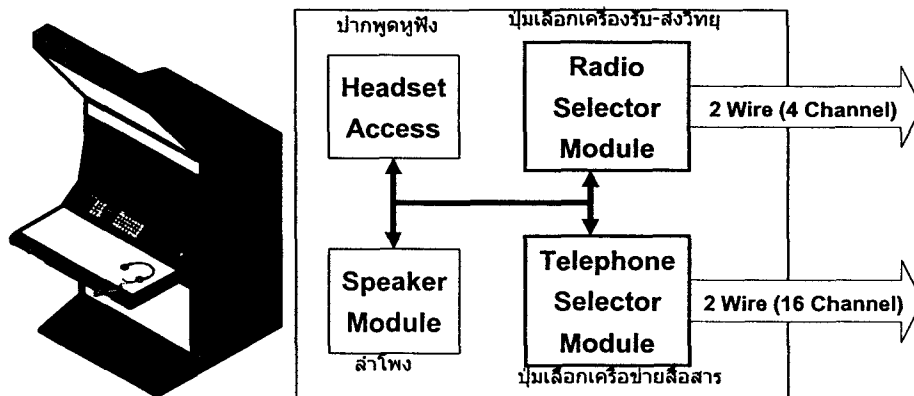 ปากพูดหูฟัง
ปุ่มเลือกเครื่องรับ-ส่งวิทยุ
Headset
Access
Radio
Selector
Module
2 Wire (4 Channel)
Speaker
Module
ลำโพง
Telephone
Selector
Module
ปุ่มเลือกเครือข่ายสื่อสาร
2 Wire (16 Channel)